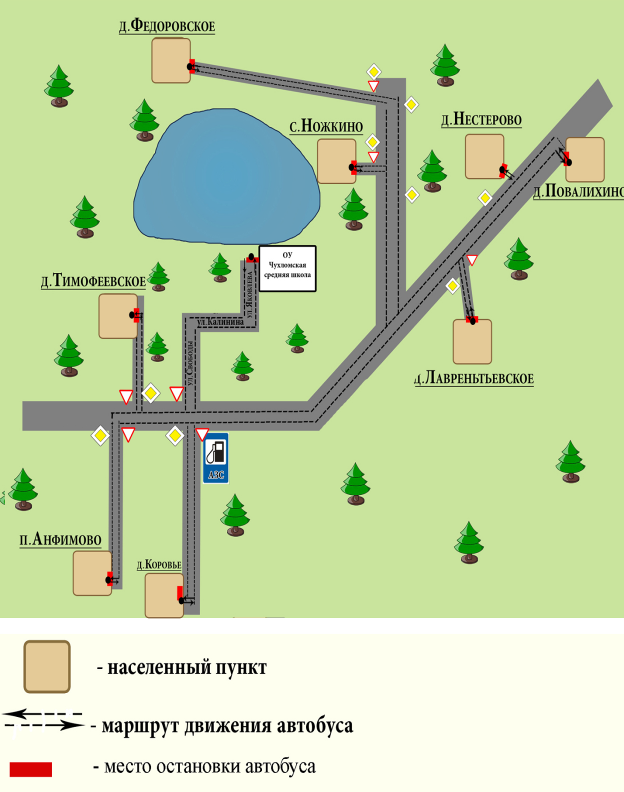 д.Федоровское
с.Ножкино
д.Нестерово
д.Повалихино
ОУ
Чухломская
средняя школа
д.Тимофеевское
ул.Яковлева
ул.Калинина
ул.Свободы
д.Лавреньтьевское
АЗС
п.Анфимово
д.Коровье
- населенный пункт
- маршрут движения автобуса
- место остановки автобуса